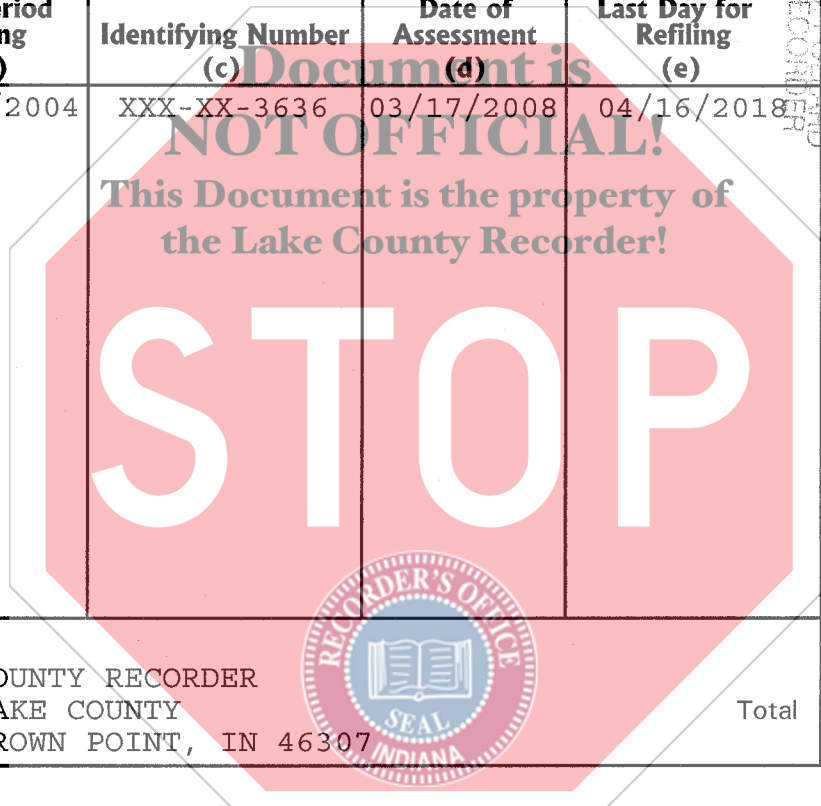 eriod Date of Last Day for
ng Identifying Number Assessment Refiling
) (c) (d) (e)
Document is
/2004 XXX-XX-3636 03/17/2008 04/16/2018
NOT OFFICIAL!
This Document is the property of
the Lake County Recorder!
STOP
RECORDER'S OFFICE
SEAL
INDIANA
OUNTY RECORDER
AKE COUNTY Total
ROWN POINT, IN 46307